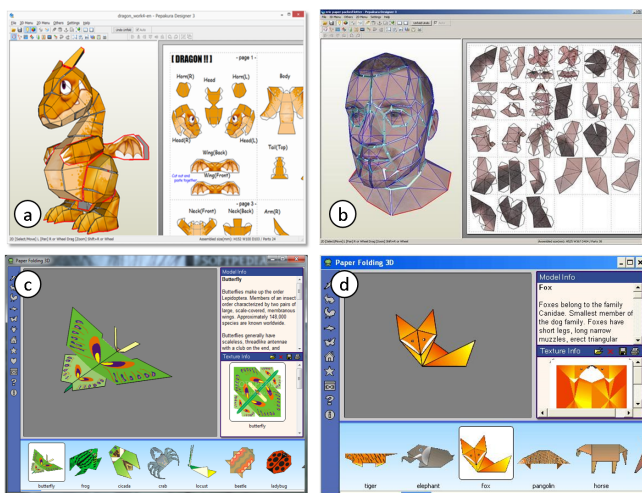 dragon_work4-en - Pepakura Designer 3
2D Menu
Others
Settings
Help
[ DRAGON !! ]
- page 1 -
Horn(R)
Head
Horn(L)
Body
Head(R)
Head(L)
Wing(Back)
Tail(Top)
Cut out and
paste together.
Wing(Front)
- page 3 -
Neck(Front)
Neck(Back)
Arm(R)
a
Pepakura Designer 3
b
Paper Folding 3D
c
Model Info
Butterfly
Butterflies make up the order
Lepidoptera. Members of an insect
order characterized by two pairs of
large, scale-covered, membranous
wings. Approximately 148,000
species are known worldwide.
Butterflies generally have
scaleless, threadlike antennae
with a club on the end, and
Texture Info
butterfly
butterfly
frog
cicada
crab
locust
beetle
ladybug
Paper Folding 3D
d
Model Info
Fox
Foxes belong to the family
Canidae. Smallest member of
the dog family. Foxes have
short legs, long narrow
muzzles, erect triangular
Texture Info
tiger
elephant
fox
pangolin
horse